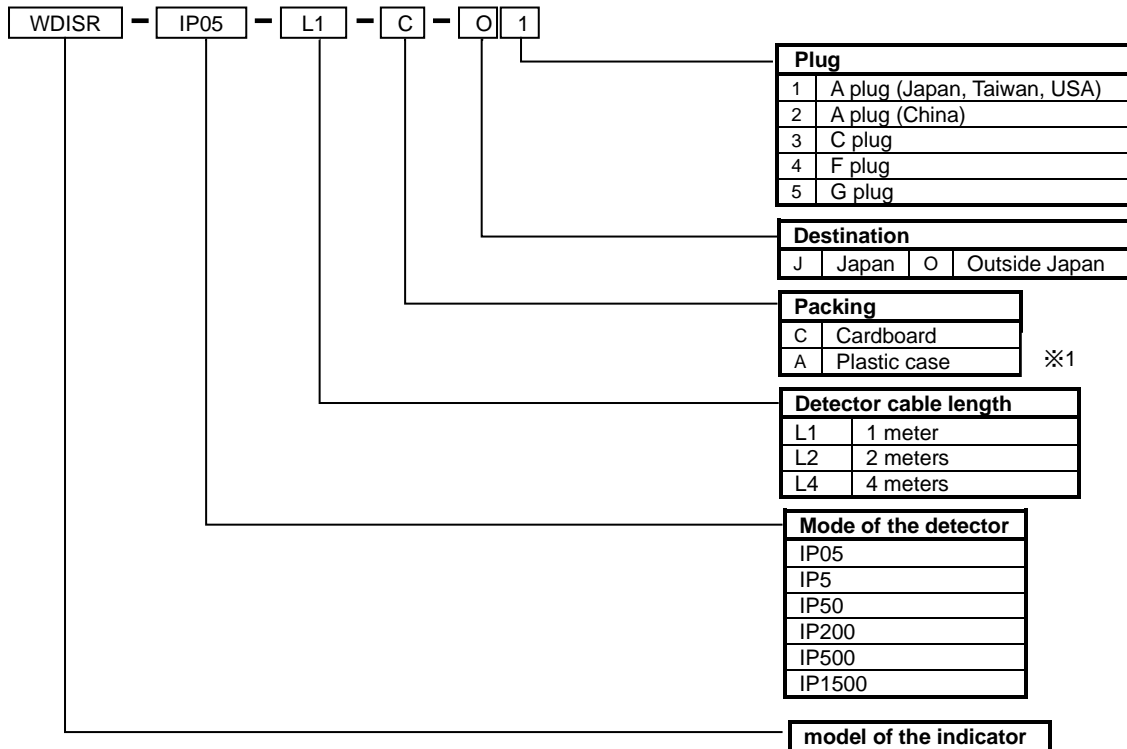 WDISR - IP05 - L1 - C - O 1
Plug
1 A plug (Japan, Taiwan, USA)
2 A plug (China)
3 C plug
4 F plug
5 G plug
Destination
J Japan O Outside Japan
Packing
C Cardboard
A Plastic case ※1
Detector cable length
L1 1 meter
L2 2 meters
L4 4 meters
Mode of the detector
IP05
IP5
IP50
IP200
IP500
IP1500
model of the indicator